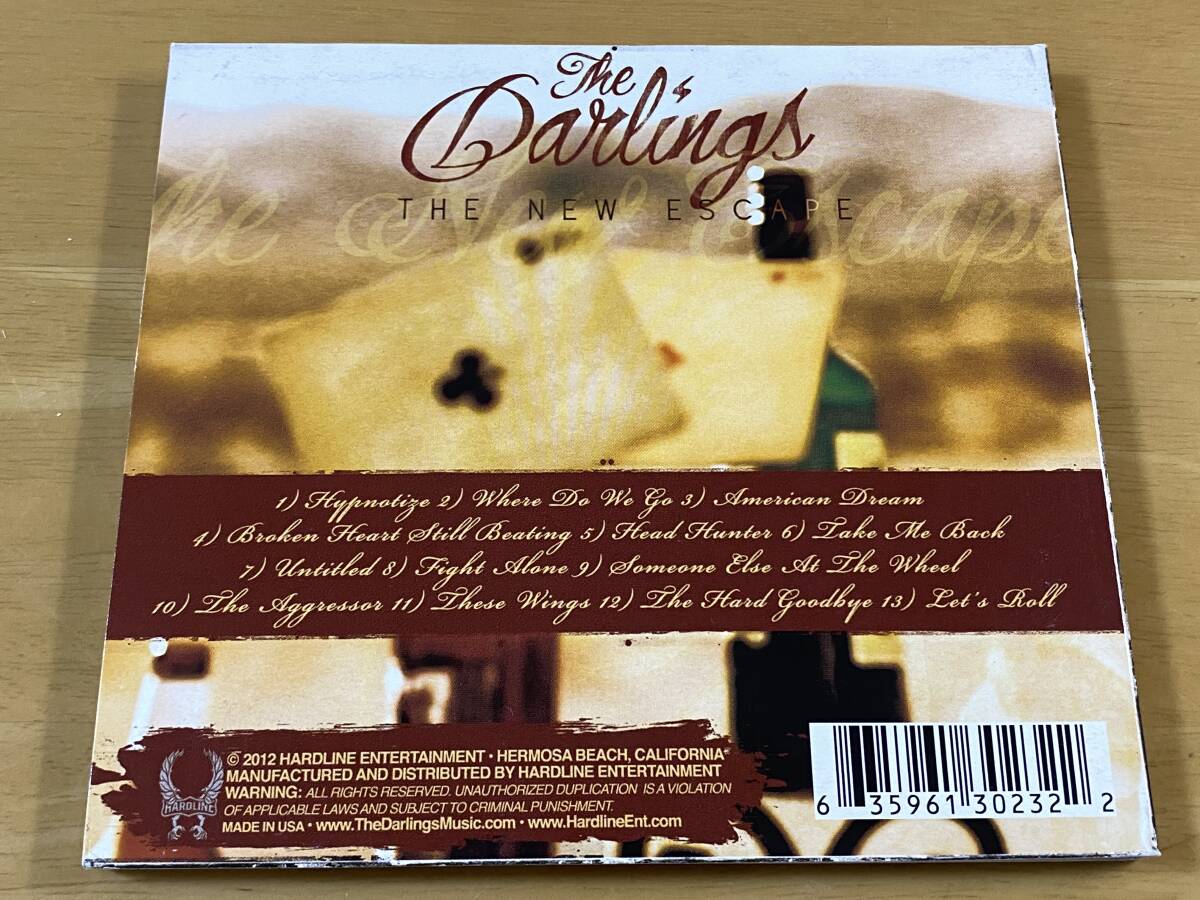 The
Darlings
The New Escape
THE NEW ESCAPE
1) Hypnotize 2) Where Do We Go 3) American Dream
4) Broken Heart Still Beating 5) Head Hunter 6) Take Me Back
7) Untitled 8) Fight Alone 9) Someone Else At The Wheel
10) The Aggressor 11) These Wings 12) The Hard Goodbye 13) Let's Roll
© 2012 HARDLINE ENTERTAINMENT • HERMOSA BEACH, CALIFORNIA
MANUFACTURED AND DISTRIBUTED BY HARDLINE ENTERTAINMENT
WARNING: ALL RIGHTS RESERVED. UNAUTHORIZED DUPLICATION IS A VIOLATION
OF APPLICABLE LAWS AND SUBJECT TO CRIMINAL PUNISHMENT.
MADE IN USA • www.TheDarlingsMusic.com • www.HardlineEnt.com
HARDLINE
6 35961 30232 2